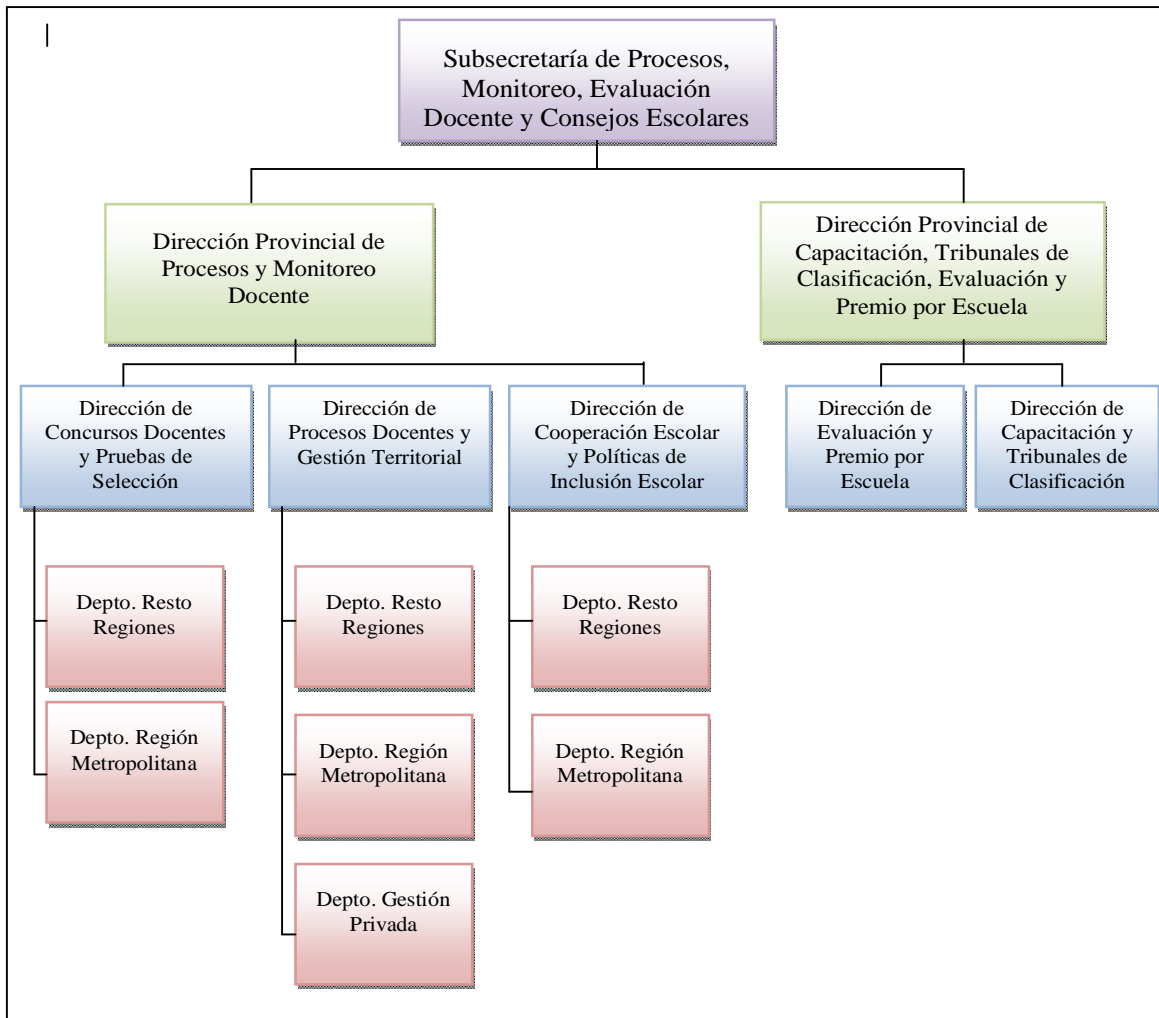 Subsecretaría de Procesos,
Monitoreo, Evaluación
Docente y Consejos Escolares
Dirección Provincial de
Procesos y Monitoreo
Docente
Dirección Provincial de
Capacitación, Tribunales de
Clasificación, Evaluación y
Premio por Escuela
Dirección de
Concursos Docentes
y Pruebas de
Selección
Dirección de
Procesos Docentes y
Gestión Territorial
Dirección de
Cooperación Escolar
y Políticas de
Inclusión Escolar
Dirección de
Evaluación y
Premio por
Escuela
Dirección de
Capacitación y
Tribunales de
Clasificación
Depto. Resto
Regiones
Depto. Resto
Regiones
Depto. Resto
Regiones
Depto. Región
Metropolitana
Depto. Región
Metropolitana
Depto. Región
Metropolitana
Depto. Gestión
Privada